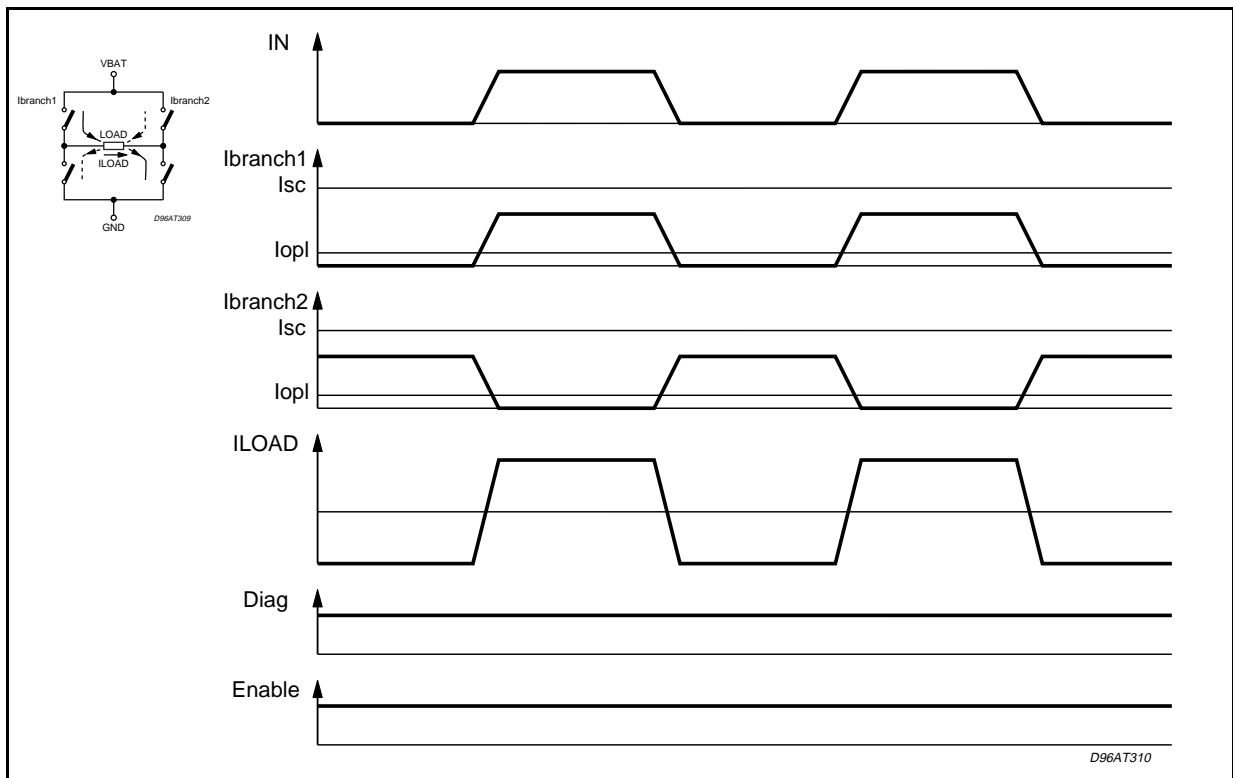 VBAT
Ibranch1
Ibranch2
LOAD
ILOAD
GND
D96AT309
IN
Ibranch1
Isc
Iopl
Ibranch2
Isc
Iopl
ILOAD
Diag
Enable
D96AT310